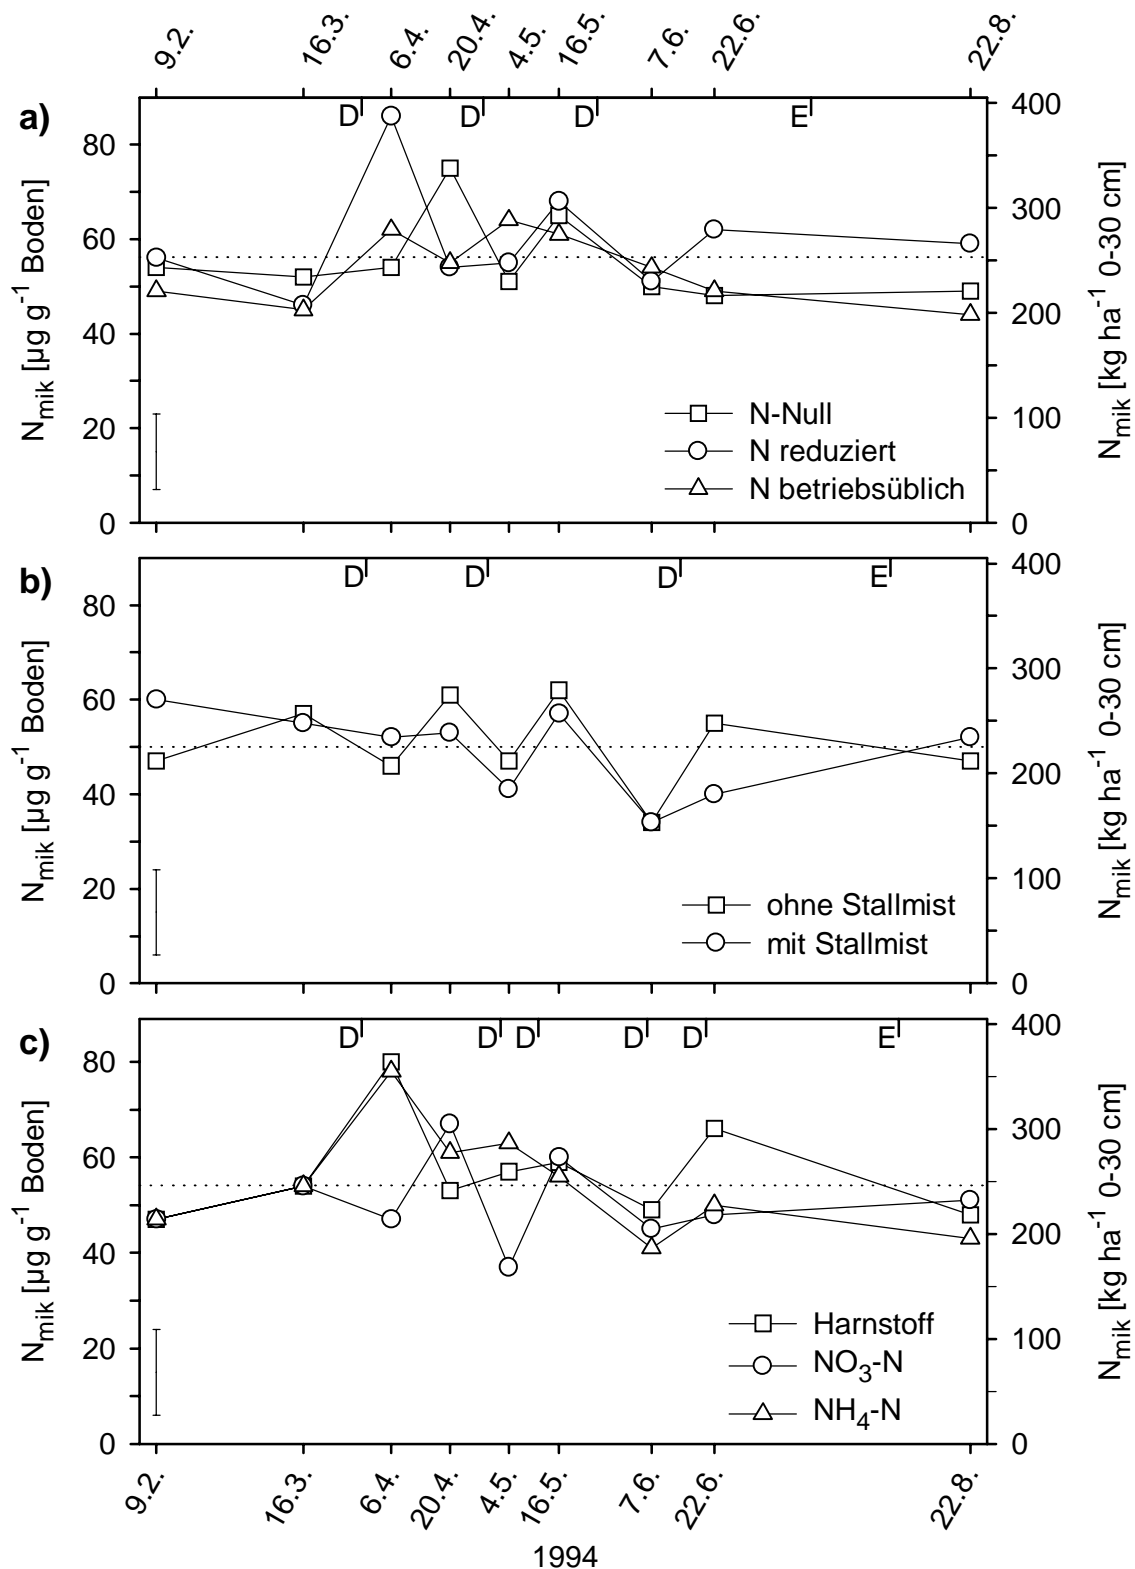 9.2. 16.3. 6.4. 20.4. 4.5. 16.5. 7.6. 22.6. 22.8.
a)
D D D E
N_mik [µg g⁻¹ Boden]
80
60
40
20
0
N_mik [kg ha⁻¹ 0-30 cm]
400
300
200
100
0
N-Null
N reduziert
N betriebsüblich
b)
D D D E
N_mik [µg g⁻¹ Boden]
80
60
40
20
0
N_mik [kg ha⁻¹ 0-30 cm]
400
300
200
100
0
ohne Stallmist
mit Stallmist
c)
D D D D D E
N_mik [µg g⁻¹ Boden]
80
60
40
20
0
N_mik [kg ha⁻¹ 0-30 cm]
400
300
200
100
0
Harnstoff
NO₃-N
NH₄-N
9.2. 16.3. 6.4. 20.4. 4.5. 16.5. 7.6. 22.6. 22.8.
1994